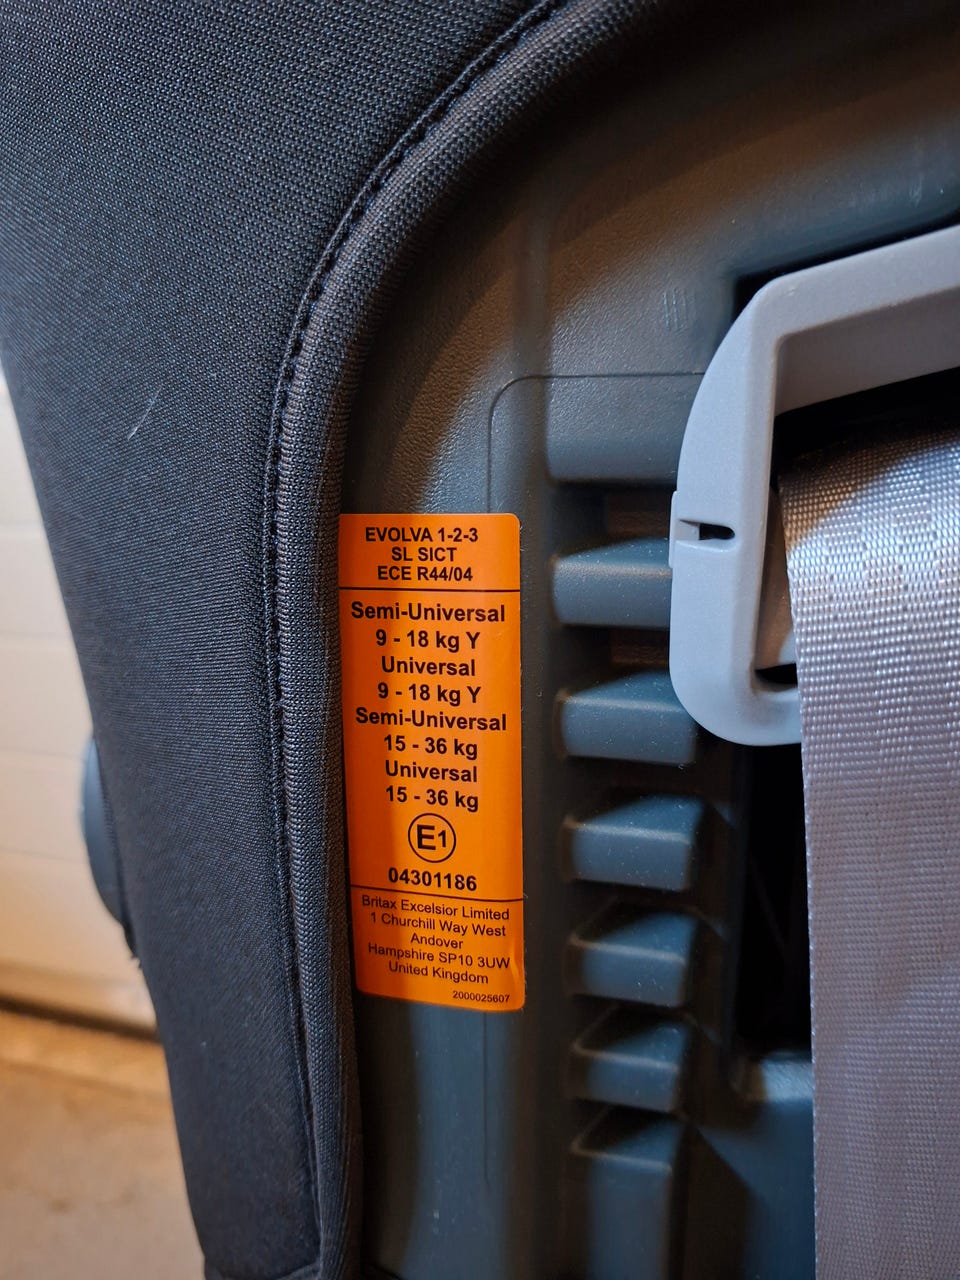 EVOLVA 1-2-3
SL SICT
ECE R44/04
Semi-Universal
9 - 18 kg Y
Universal
9 - 18 kg Y
Semi-Universal
15 - 36 kg
Universal
15 - 36 kg
E1
04301186
Britax Excelsior Limited
1 Churchill Way West
Andover
Hampshire SP10 3UW
United Kingdom
2000025607